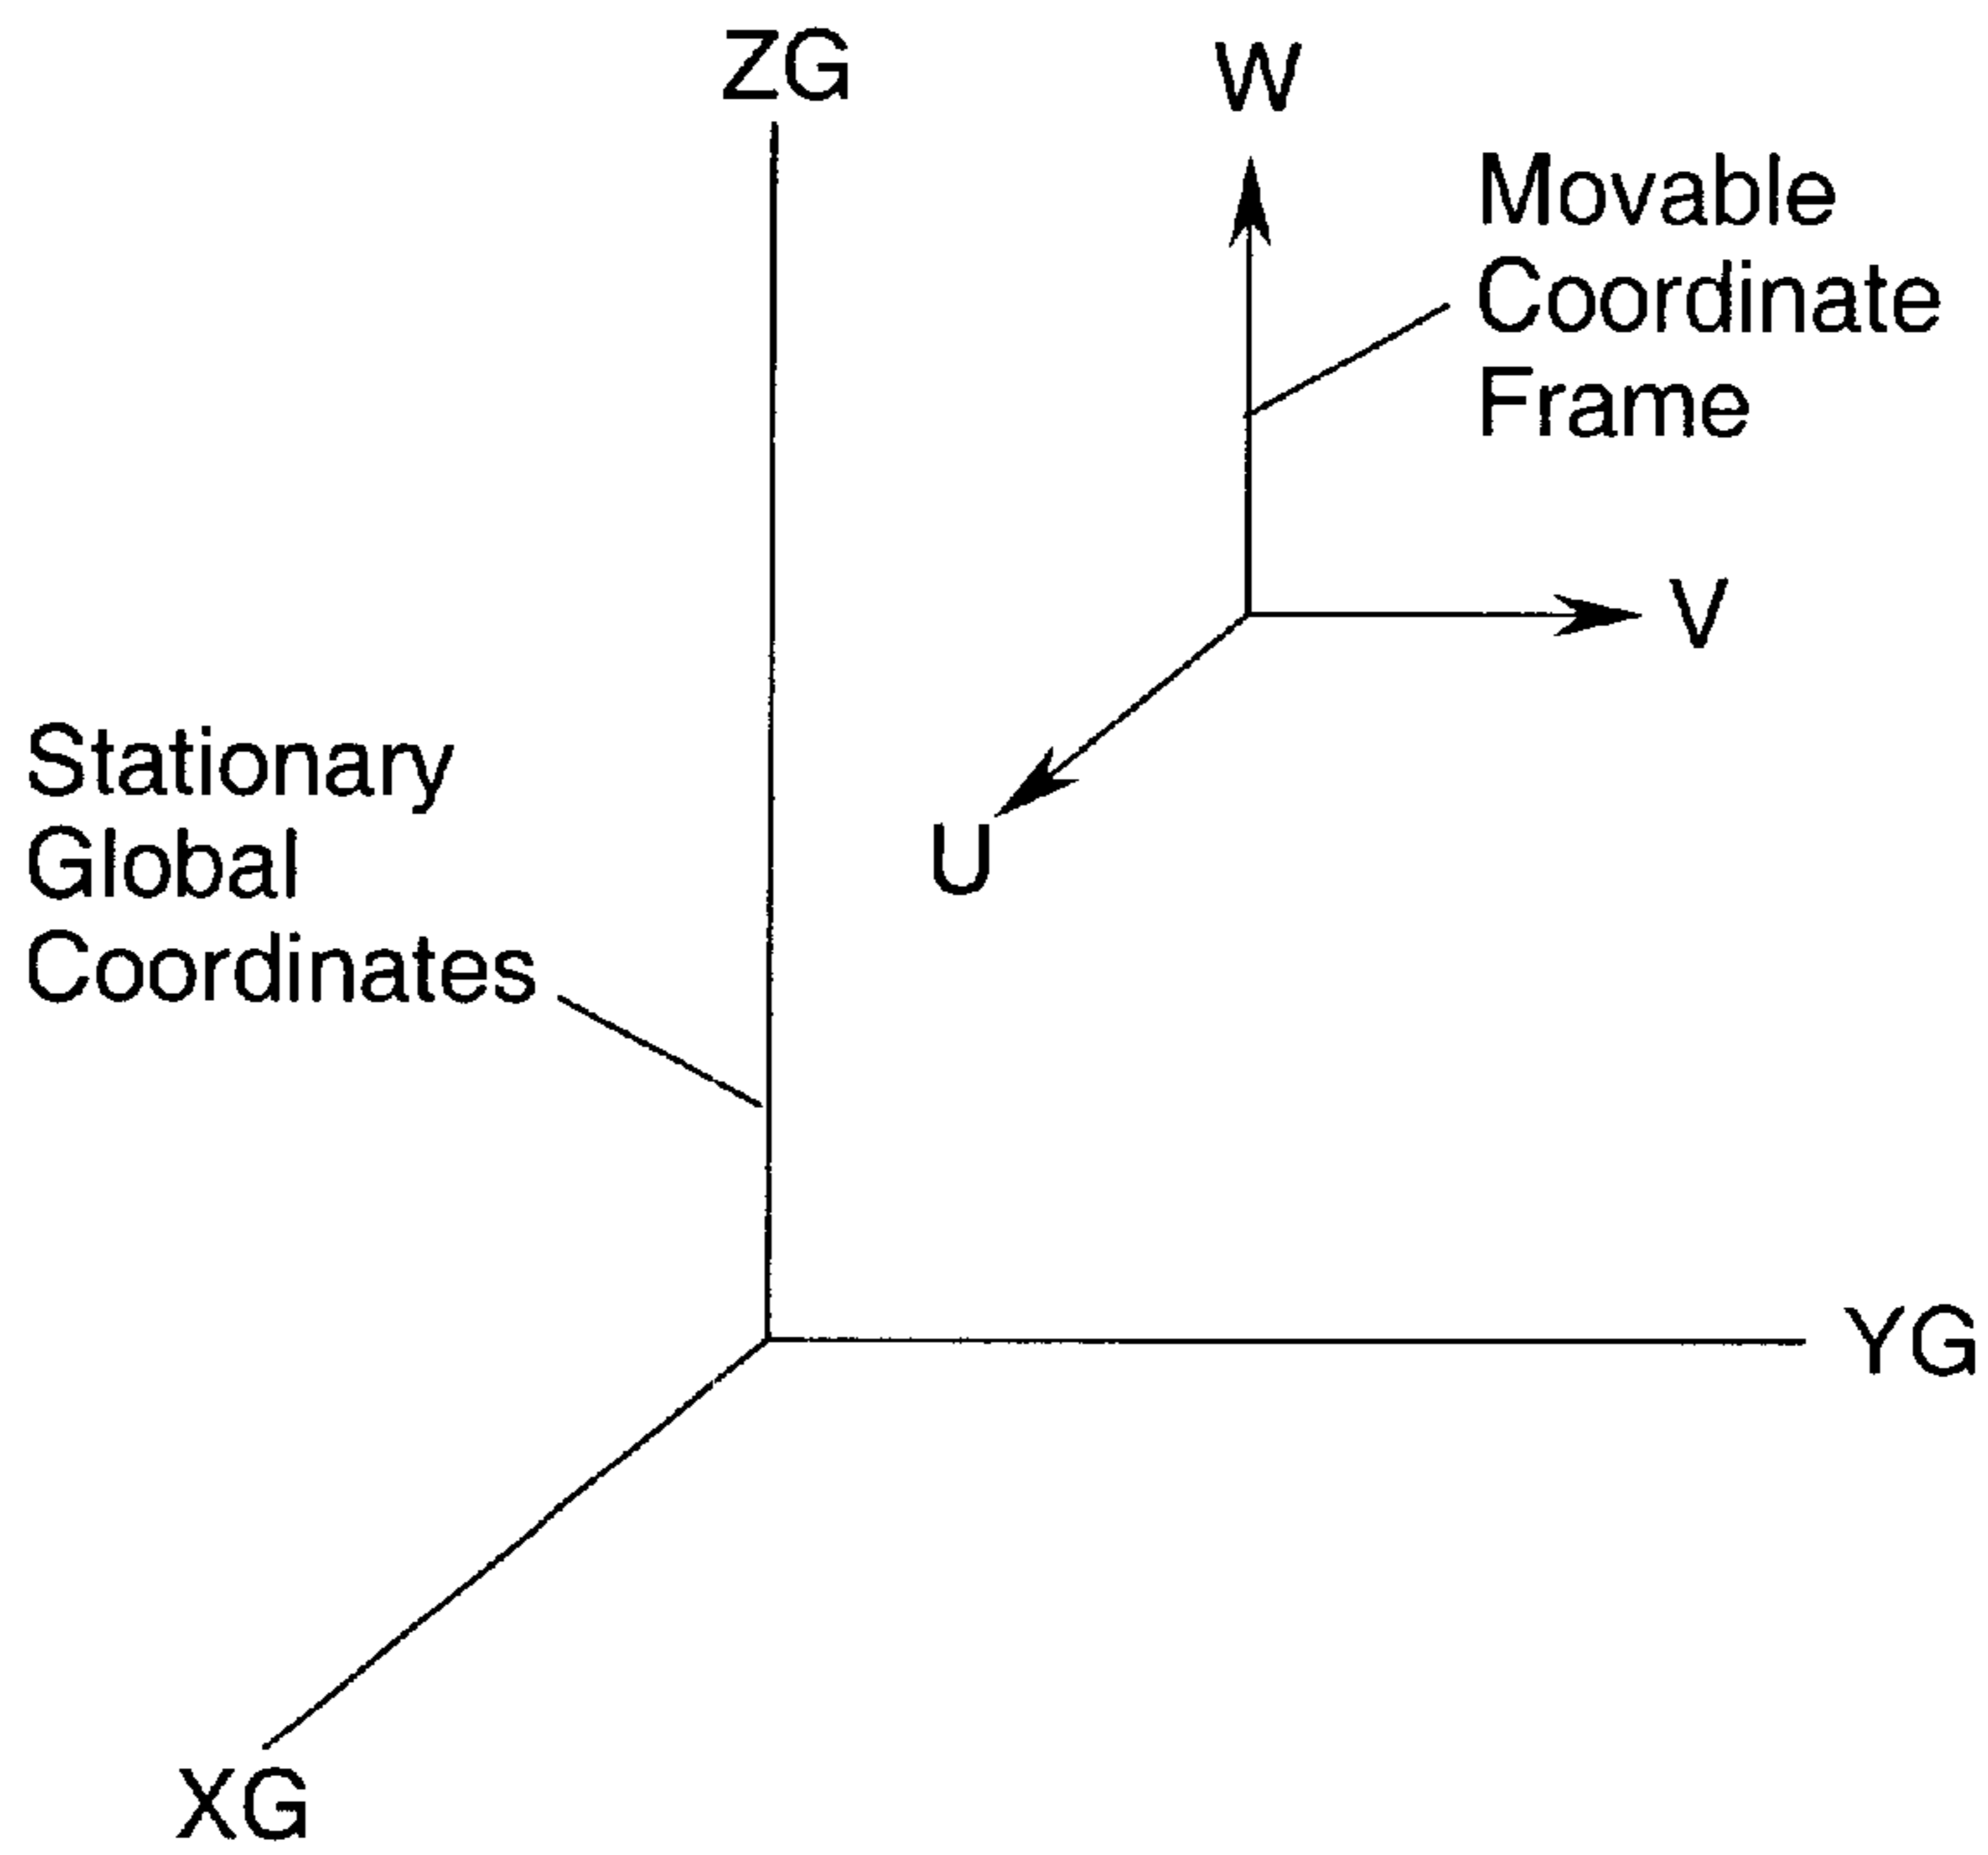 ZG
W
Movable
Coordinate
Frame
V
U
Stationary
Global
Coordinates
YG
XG